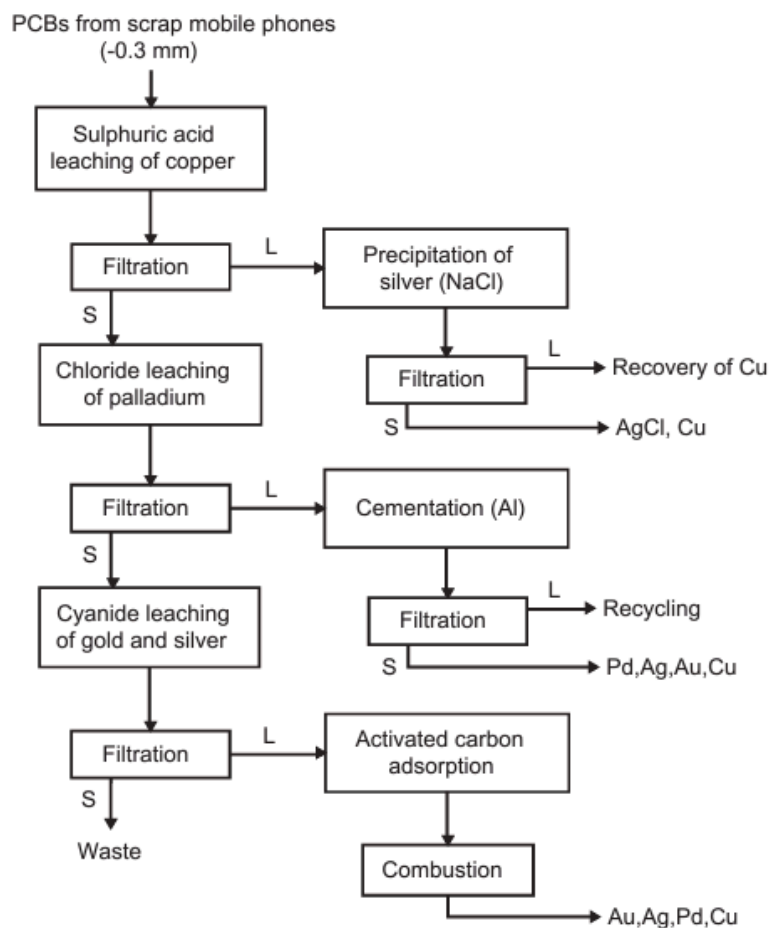 PCBs from scrap mobile phones
(-0.3 mm)
Sulphuric acid
leaching of copper
Filtration
L
Precipitation of
silver (NaCl)
S
Filtration
L
Recovery of Cu
S
AgCl, Cu
Chloride leaching
of palladium
Filtration
L
Cementation (Al)
S
Filtration
L
Recycling
S
Pd,Ag,Au,Cu
Cyanide leaching
of gold and silver
Filtration
L
Activated carbon
adsorption
S
Waste
Combustion
Au,Ag,Pd,Cu